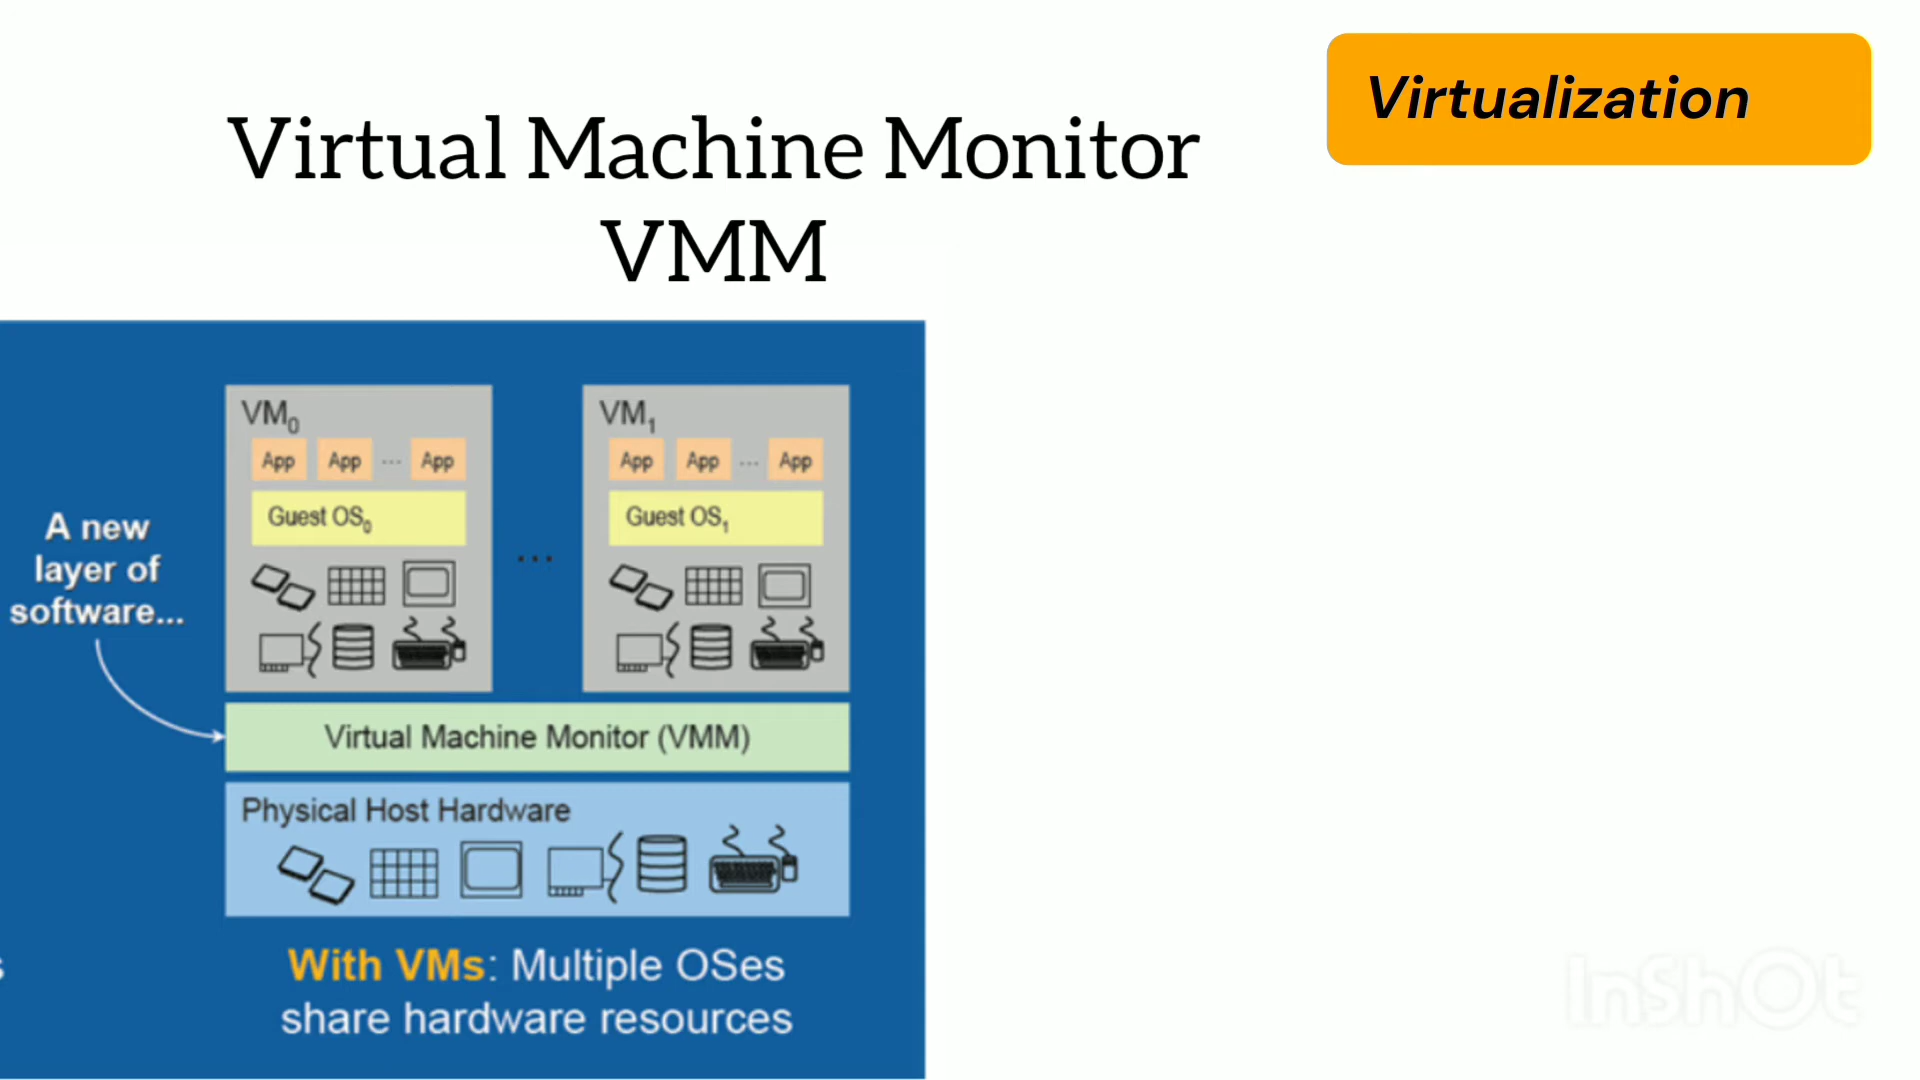 Virtualization
Virtual Machine Monitor
VMM
VM0
App App ... App
Guest OS0
...
VM1
App App ... App
Guest OS1
A new
layer of
software...
Virtual Machine Monitor (VMM)
Physical Host Hardware
With VMs: Multiple OSes
share hardware resources
InShOt